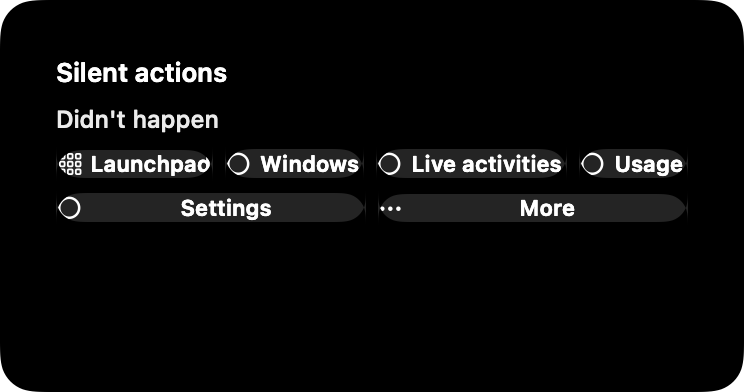 Silent actions
Didn't happen
Launchpad Windows Live activities Usage
Settings More